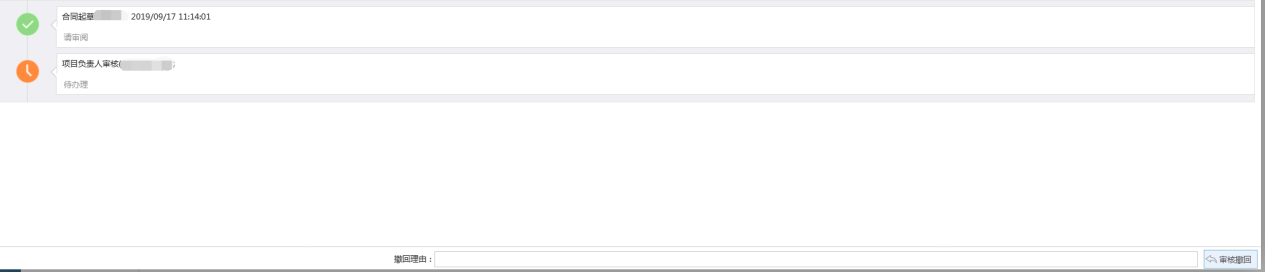 合同起草 2019/09/17 11:14:01
请审阅
项目负责人审核(
待办理
撤回理由：
审核撤回